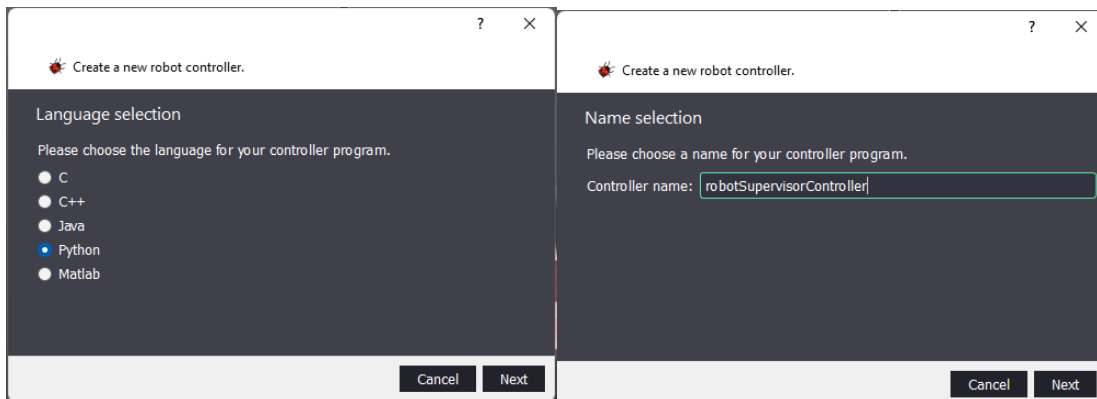 ?
Create a new robot controller.
Language selection
Please choose the language for your controller program.
C
C++
Java
Python
Matlab
Cancel
Next
?
Create a new robot controller.
Name selection
Please choose a name for your controller program.
Controller name: robotSupervisorController
Cancel
Next